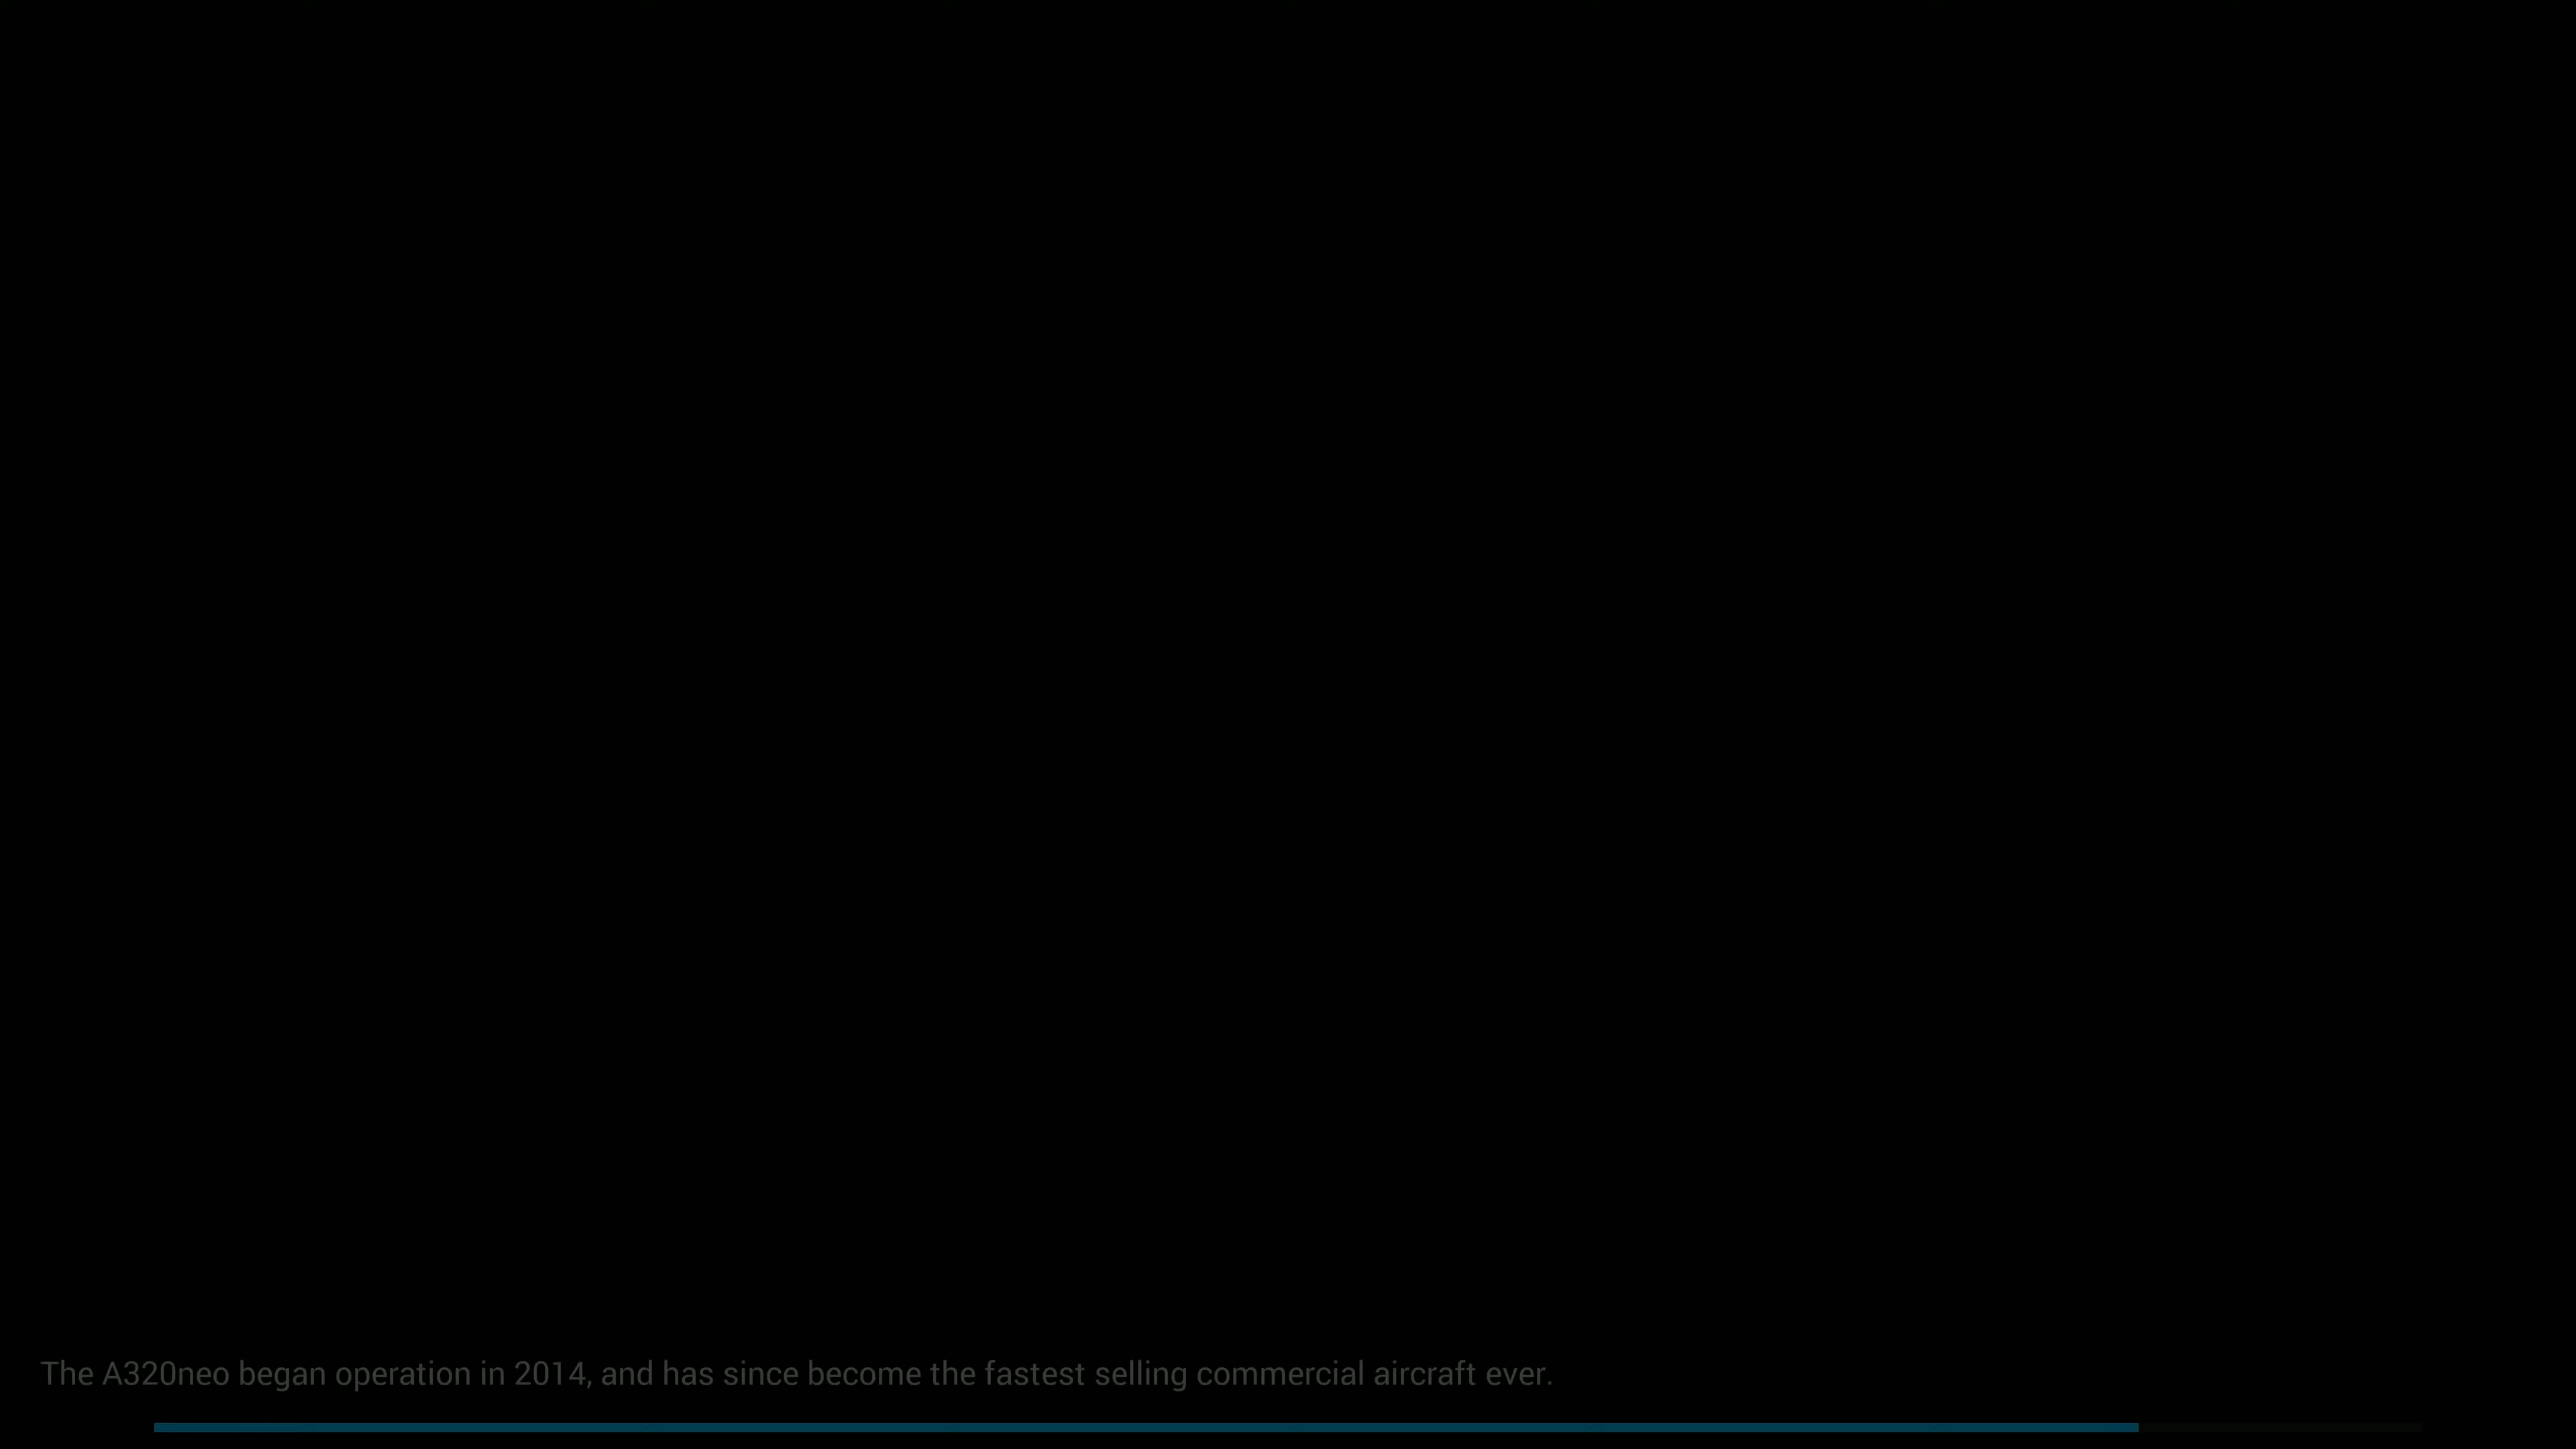 The A320neo began operation in 2014, and has since become the fastest selling commercial aircraft ever.